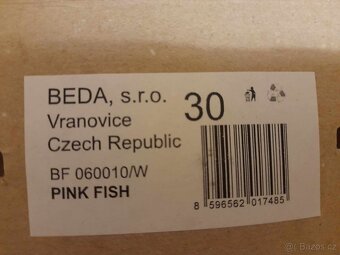 BEDA, s.r.o. 30
Vranovice
Czech Republic
BF 060010/W
PINK FISH
8 596562 017485
© Bazos.cz